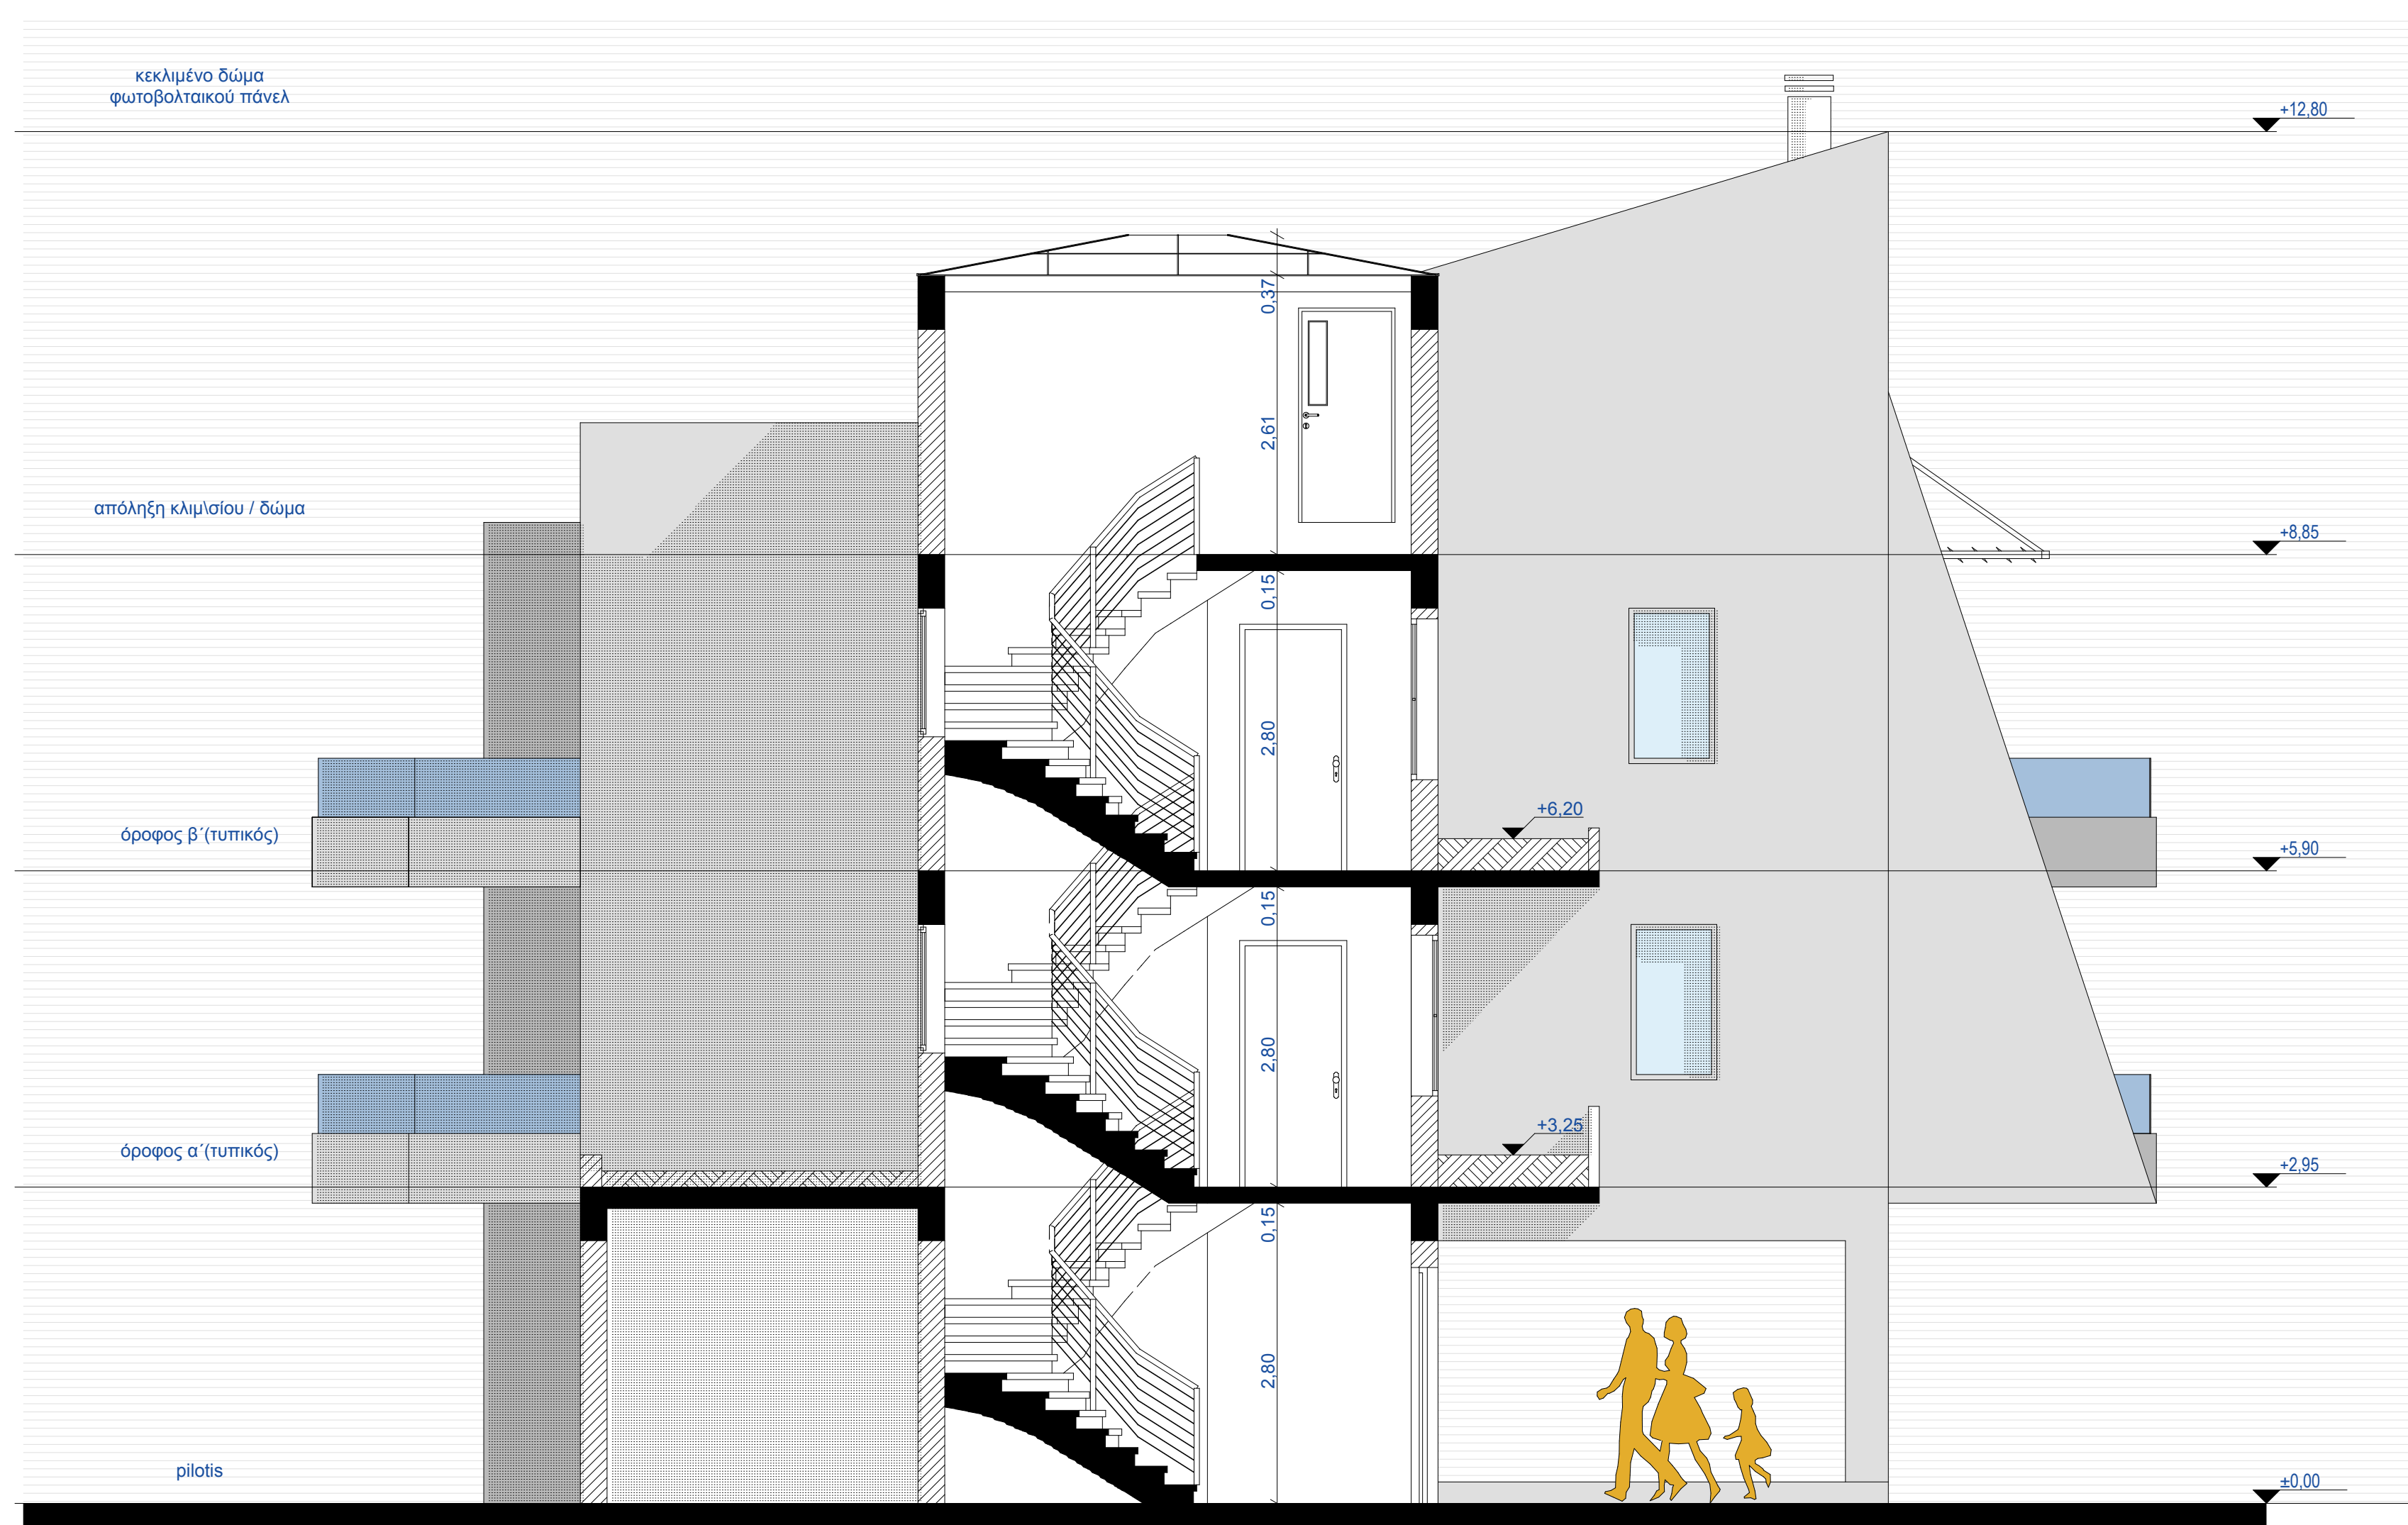 κεκλιμένο δώμα
φωτοβολταικού πάνελ
+12,80
0,37
2,61
απόληξη κλιμ\σίου / δώμα
+8,85
0,15
2,80
+6,20
όροφος β΄(τυπικός)
+5,90
0,15
2,80
+3,25
όροφος α΄(τυπικός)
+2,95
0,15
2,80
pilotis
±0,00